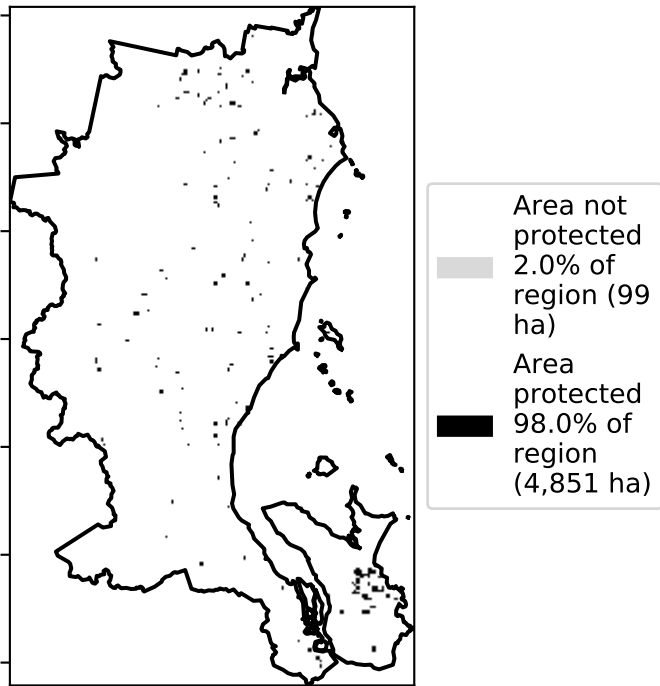 Area not
protected
2.0% of
region (99
ha)
Area
protected
98.0% of
region
(4,851 ha)